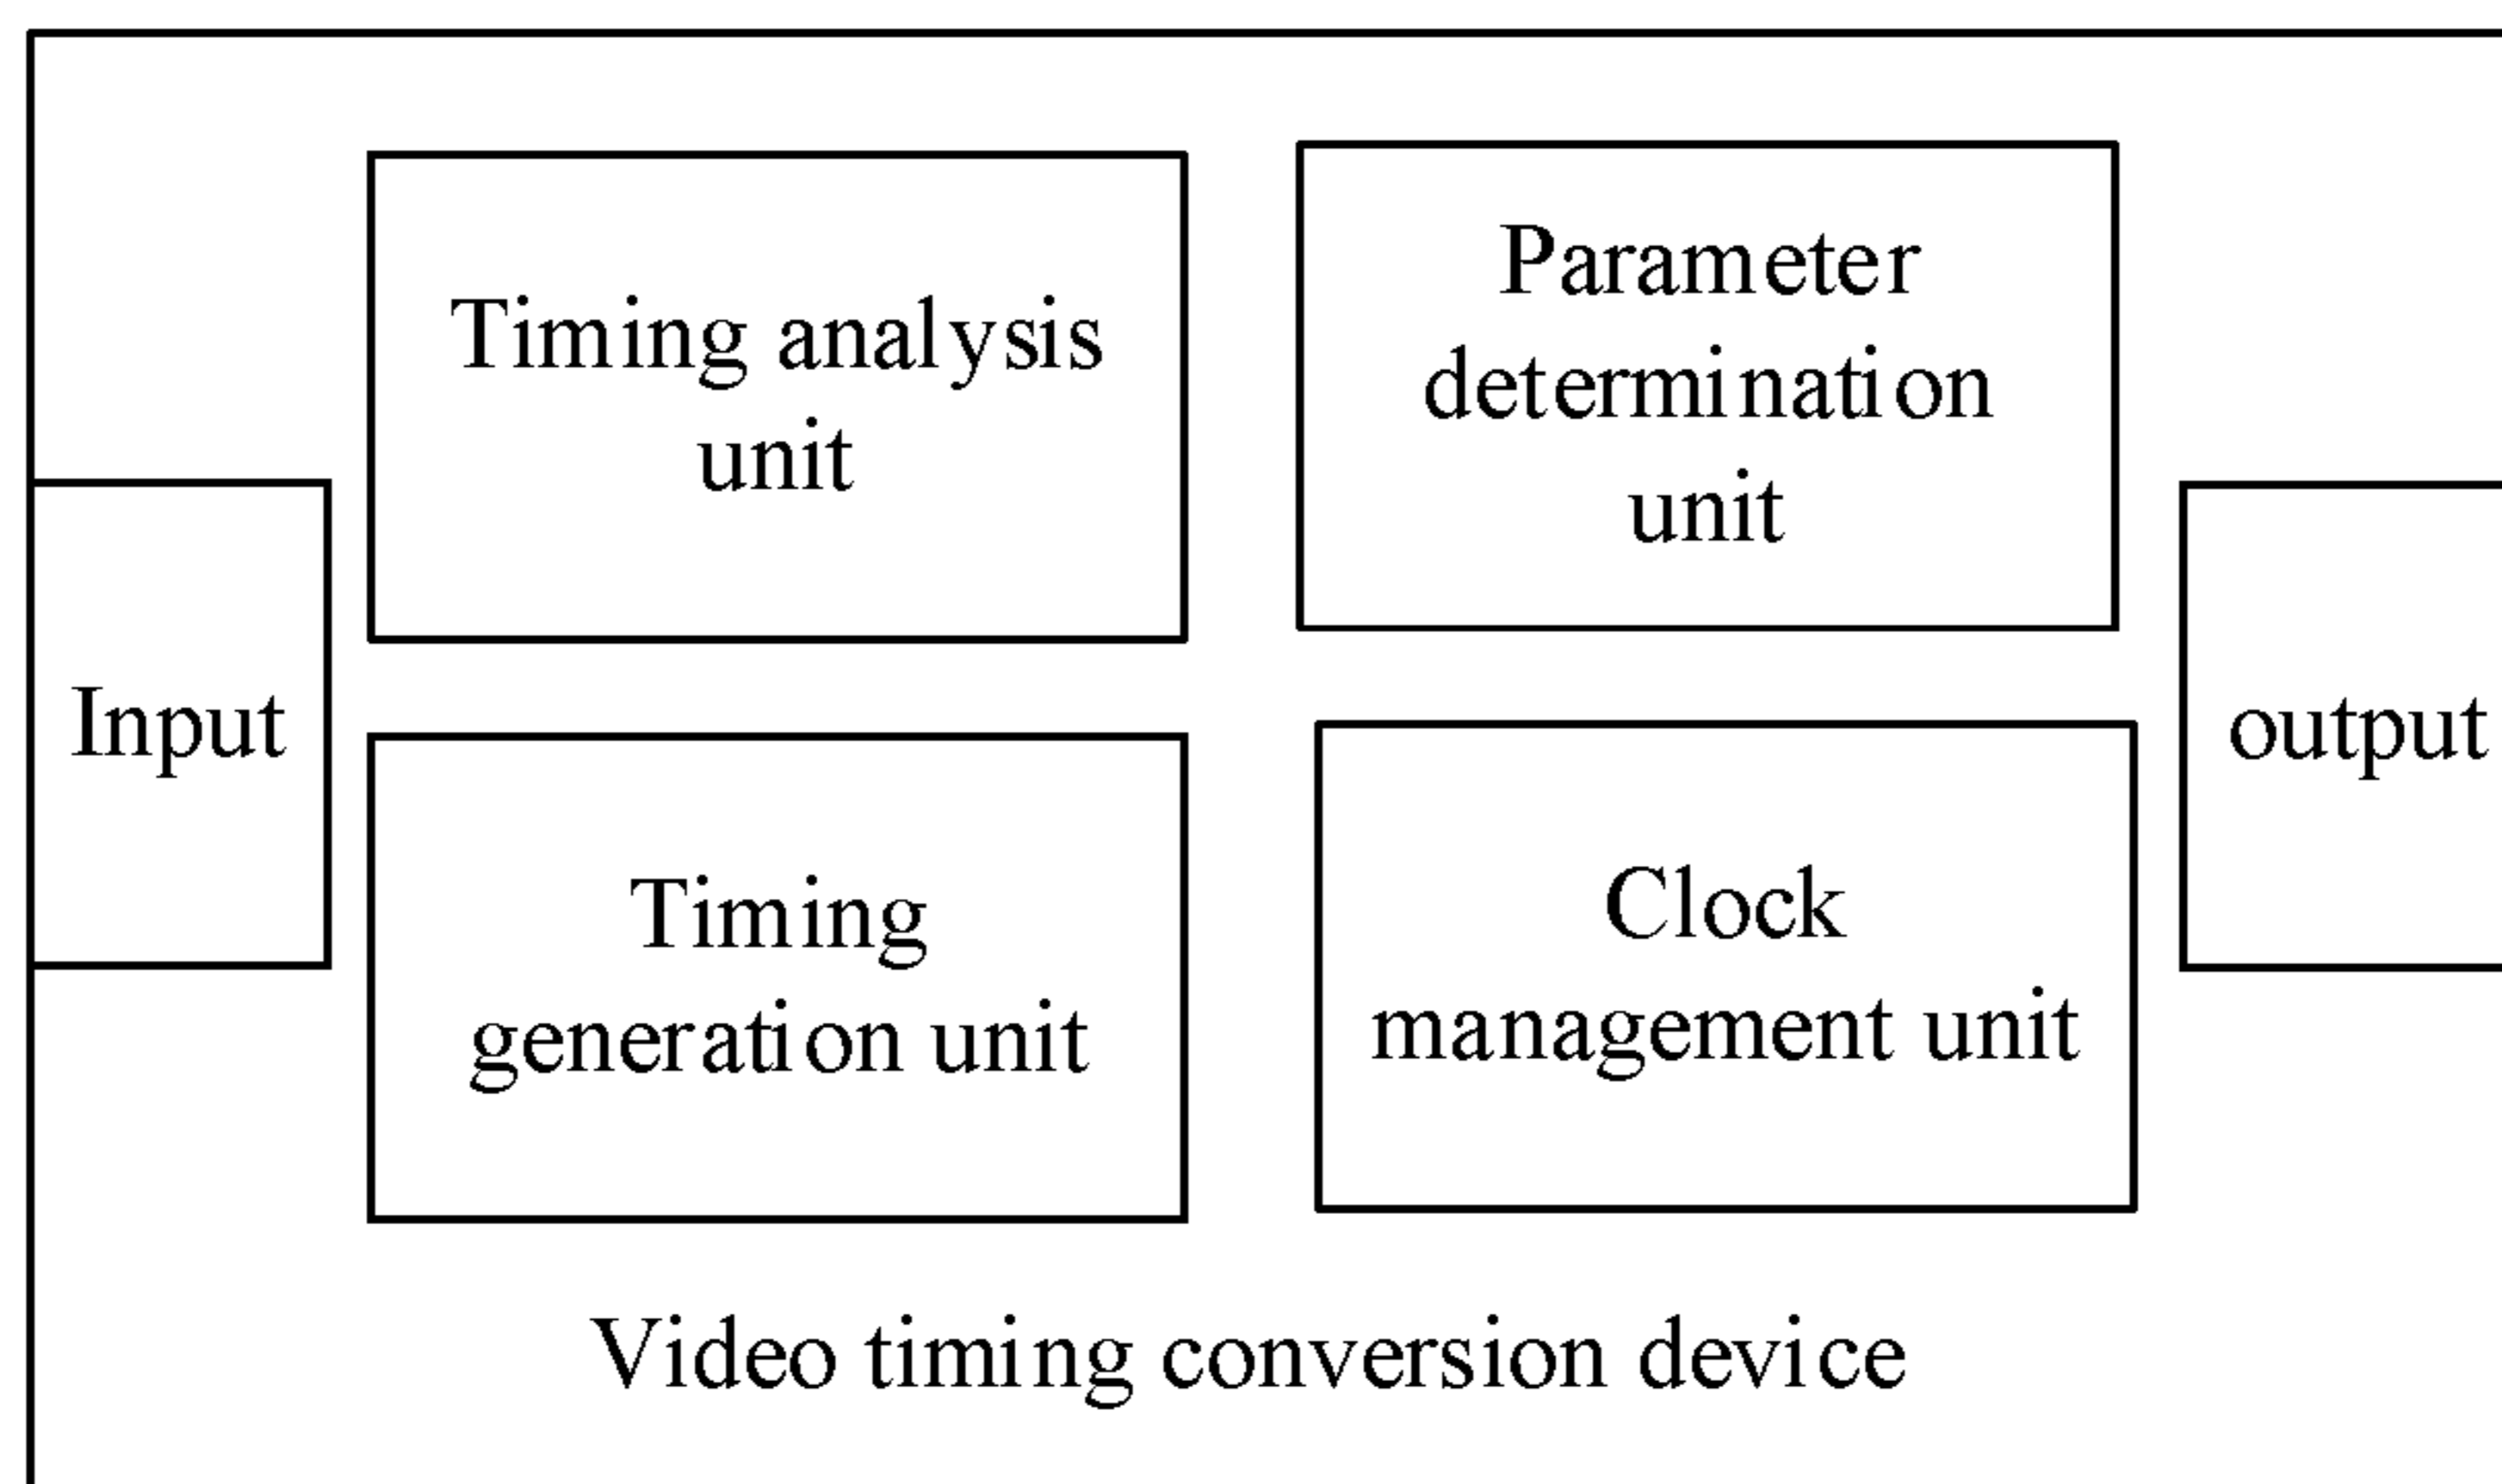 Timing analysis
unit
Parameter
determination
unit
Input
output
Timing
generation unit
Clock
management unit
Video timing conversion device